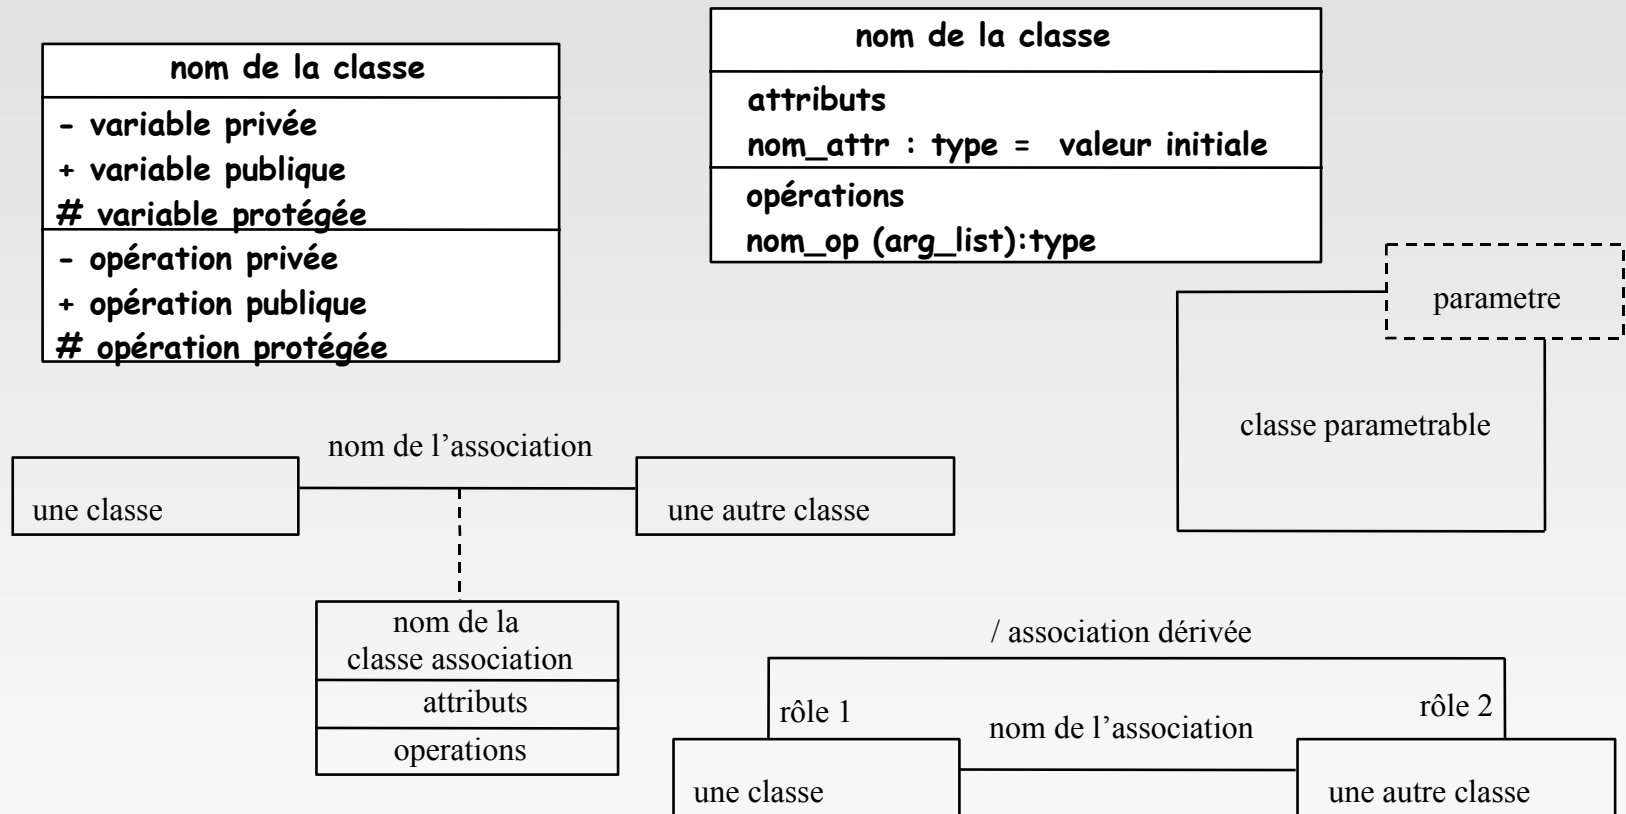 nom de la classe
- variable privée
+ variable publique
# variable protégée
- opération privée
+ opération publique
# opération protégée
nom de la classe
attributs
nom_attr : type = valeur initiale
opérations
nom_op (arg_list):type
parametre
classe parametrable
nom de l’association
une classe
une autre classe
nom de la
classe association
attributs
operations
/ association dérivée
rôle 1
rôle 2
nom de l’association
une classe
une autre classe